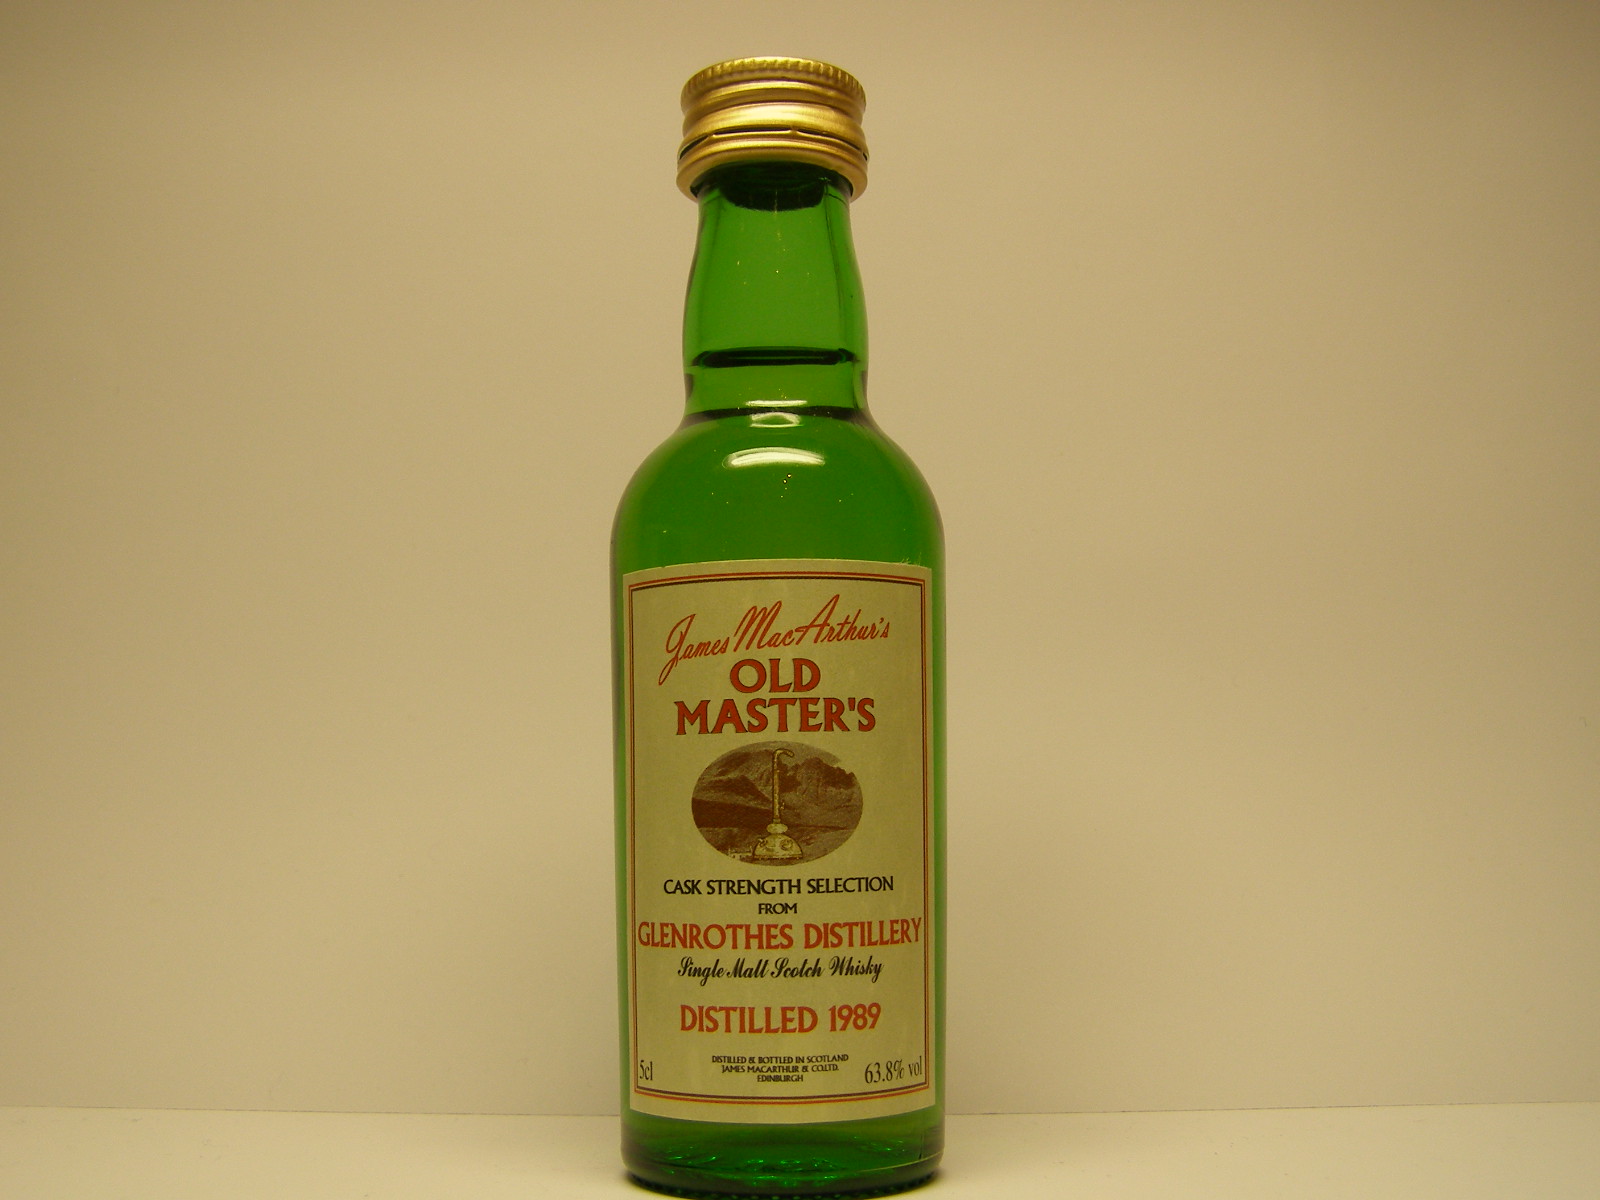 James MacArthur's
OLD
MASTER'S
CASK STRENGTH SELECTION
FROM
GLENROTHES DISTILLERY
Single Malt Scotch Whisky
DISTILLED 1989
DISTILLED & BOTTLED IN SCOTLAND
JAMES MACARTHUR & CO.LTD.
EDINBURGH
5cl
63.8% vol